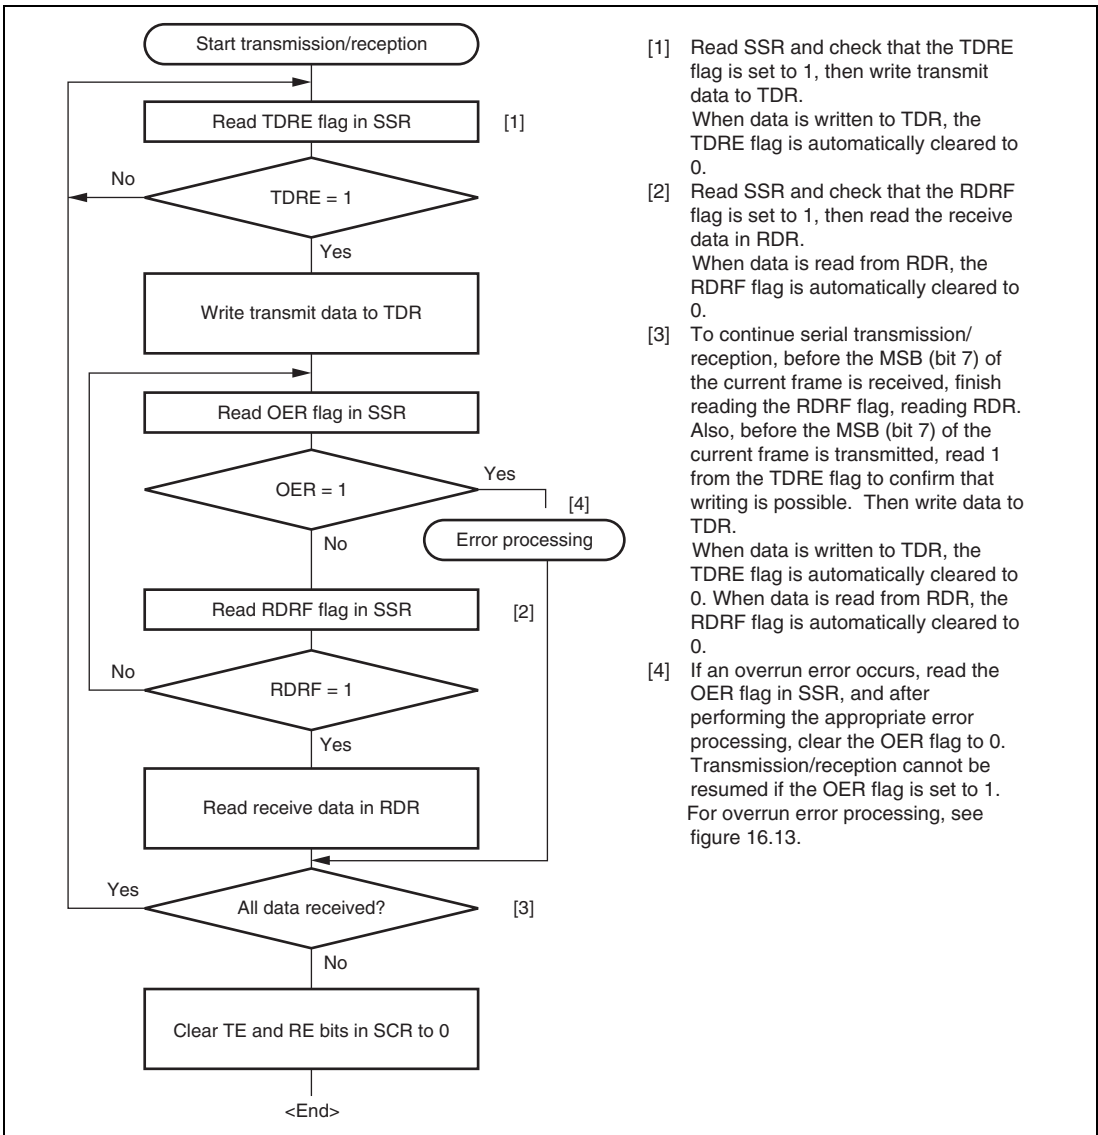 Start transmission/reception
Read TDRE flag in SSR
[1]
No
TDRE = 1
Yes
Write transmit data to TDR
Read OER flag in SSR
OER = 1
Yes
[4]
No
Error processing
Read RDRF flag in SSR
[2]
No
RDRF = 1
Yes
Read receive data in RDR
Yes
All data received?
[3]
No
Clear TE and RE bits in SCR to 0
<End>
[1] Read SSR and check that the TDRE
flag is set to 1, then write transmit
data to TDR.
When data is written to TDR, the
TDRE flag is automatically cleared to
0.
[2] Read SSR and check that the RDRF
flag is set to 1, then read the receive
data in RDR.
When data is read from RDR, the
RDRF flag is automatically cleared to
0.
[3] To continue serial transmission/
reception, before the MSB (bit 7) of
the current frame is received, finish
reading the RDRF flag, reading RDR.
Also, before the MSB (bit 7) of the
current frame is transmitted, read 1
from the TDRE flag to confirm that
writing is possible.  Then write data to
TDR.
When data is written to TDR, the
TDRE flag is automatically cleared to
0. When data is read from RDR, the
RDRF flag is automatically cleared to
0.
[4] If an overrun error occurs, read the
OER flag in SSR, and after
performing the appropriate error
processing, clear the OER flag to 0.
Transmission/reception cannot be
resumed if the OER flag is set to 1.
For overrun error processing, see
figure 16.13.